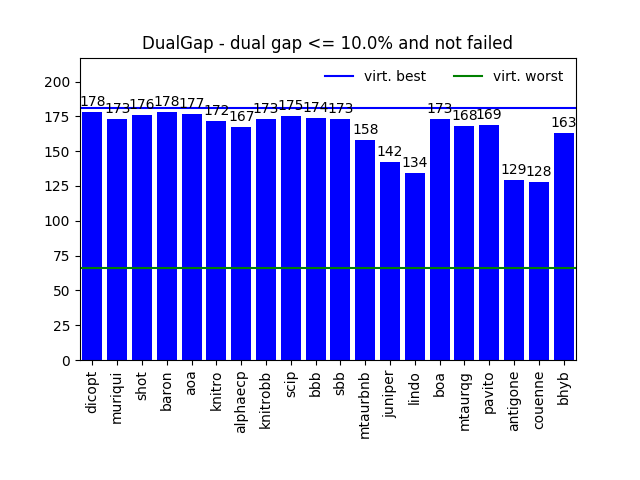 DualGap - dual gap <= 10.0% and not failed
virt. best
virt. worst
200
175
150
125
100
75
50
25
0
178
173
176
178
177
172
167
173
175
174
173
158
142
134
173
168
169
129
128
163
dicopt
muriqui
shot
baron
aoa
knitro
alphaecp
knitrobb
scip
bbb
sbb
mtaurbnb
juniper
lindo
boa
mtaurqg
pavito
antigone
couenne
bhyb